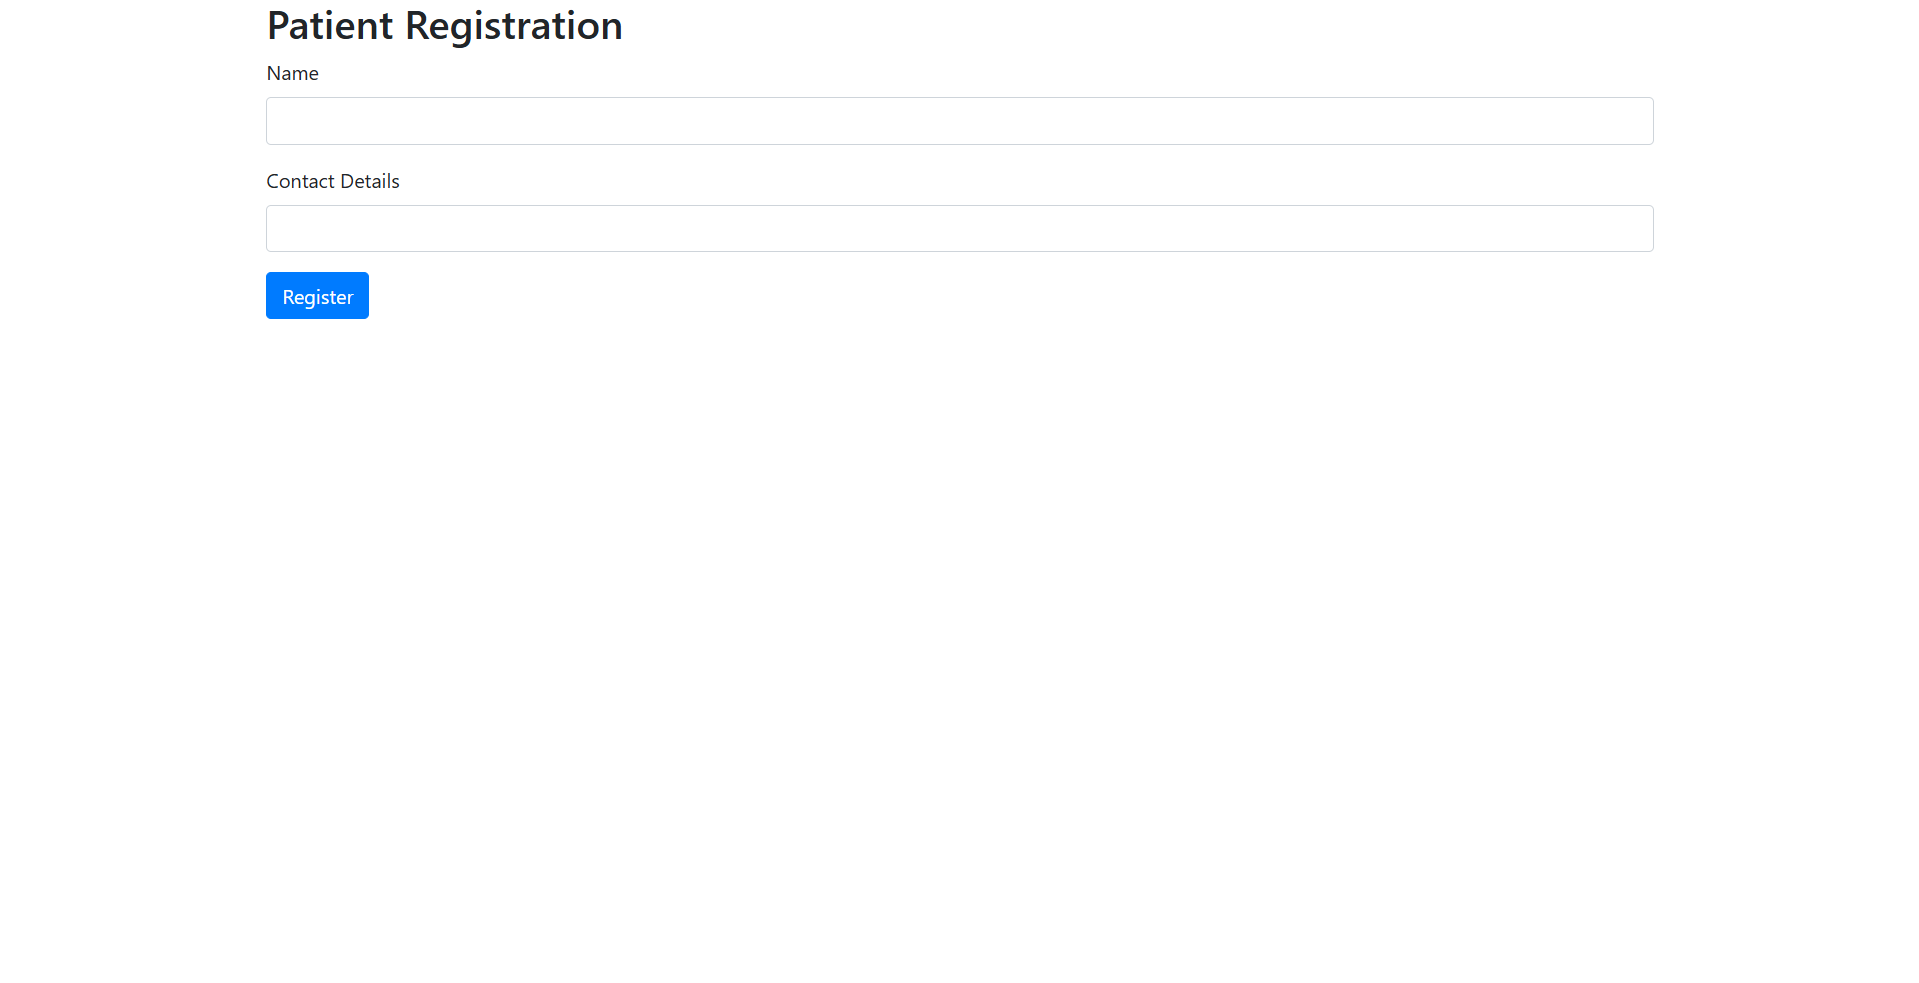 Patient Registration
Name
Contact Details
Register